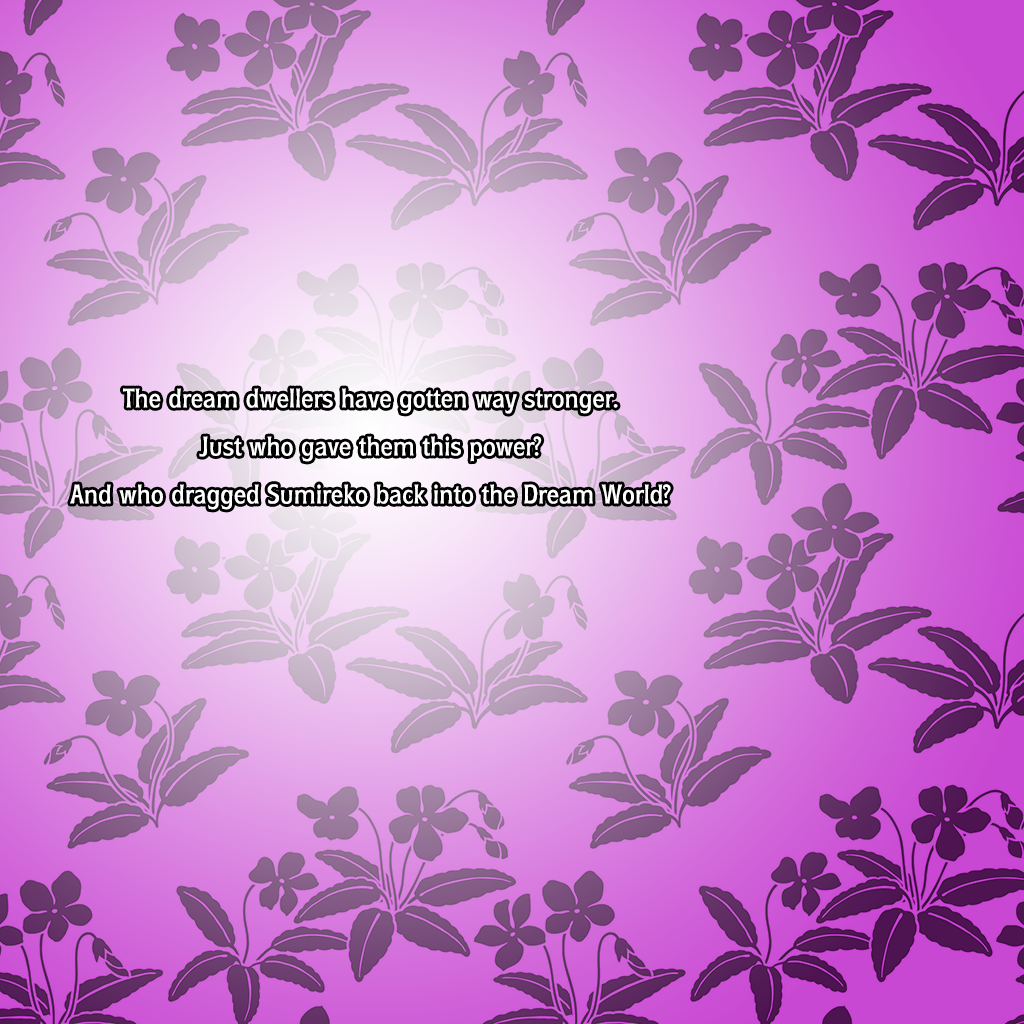 The dream dwellers have gotten way stronger.
Just who gave them this power?
And who dragged Sumireko back into the Dream World?